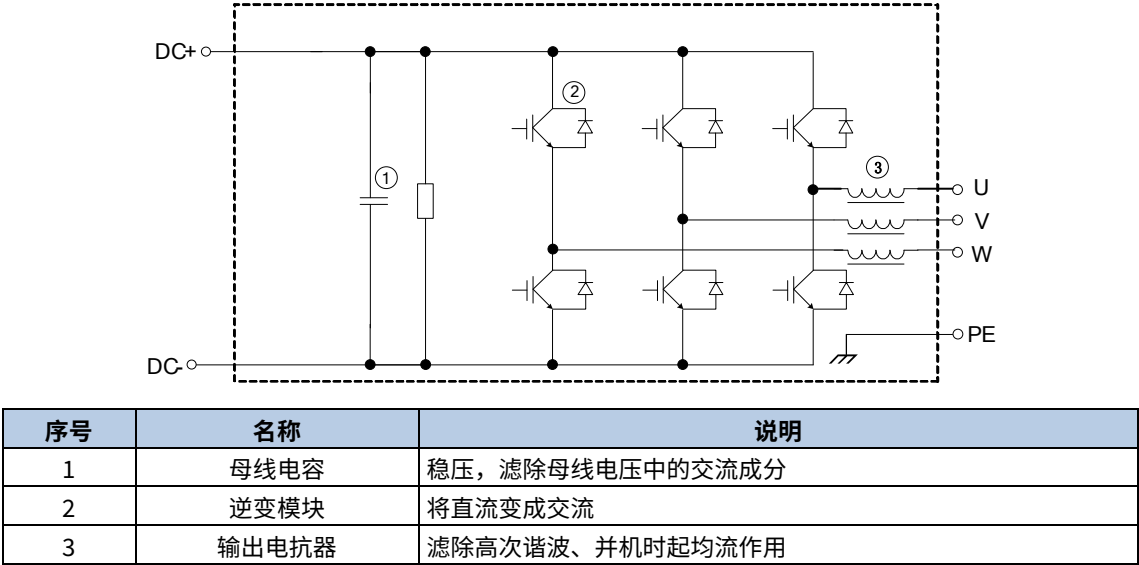 DC+
②
①
③
U
V
W
PE
DC-
序号 名称 说明
1 母线电容 稳压，滤除母线电压中的交流成分
2 逆变模块 将直流变成交流
3 输出电抗器 滤除高次谐波、并机时起均流作用